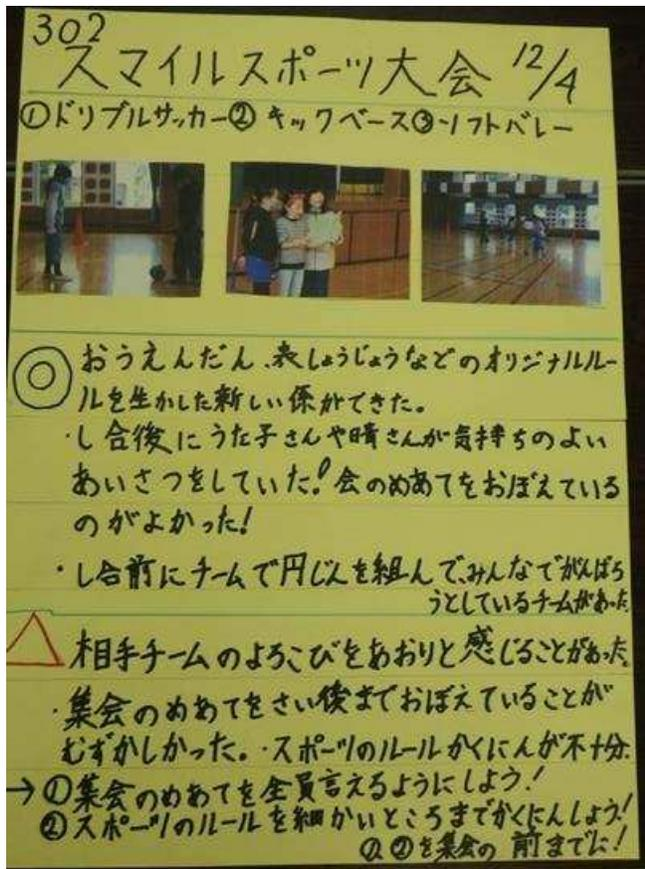 302
スマイルスポーツ大会 12/4
①ドリブルサッカー②キックベース③ソフトバレー
◎おうえんだん、表しょうじょうなどのオリジナルルー
ルを生かした新しい係ができた。
・し合後にうた子さんや晴さんが気持ちのよい
あいさつをしていた!会のめあてをおぼえている
のがよかった!
・し合前にチームで円じんを組んで、みんなでがんばろ
うとしているチームがあった。
△相手チームのよろこびをあおりと感じることがあった。
・集会のめあてをさい後までおぼえていることが
むずかしかった。・スポーツのルールかくにんが不十分.
→①集会のめあてを全員言えるようにしよう!
②スポーツのルールを細かいところまでかくにんしよう!
①、②を集会の前までに!